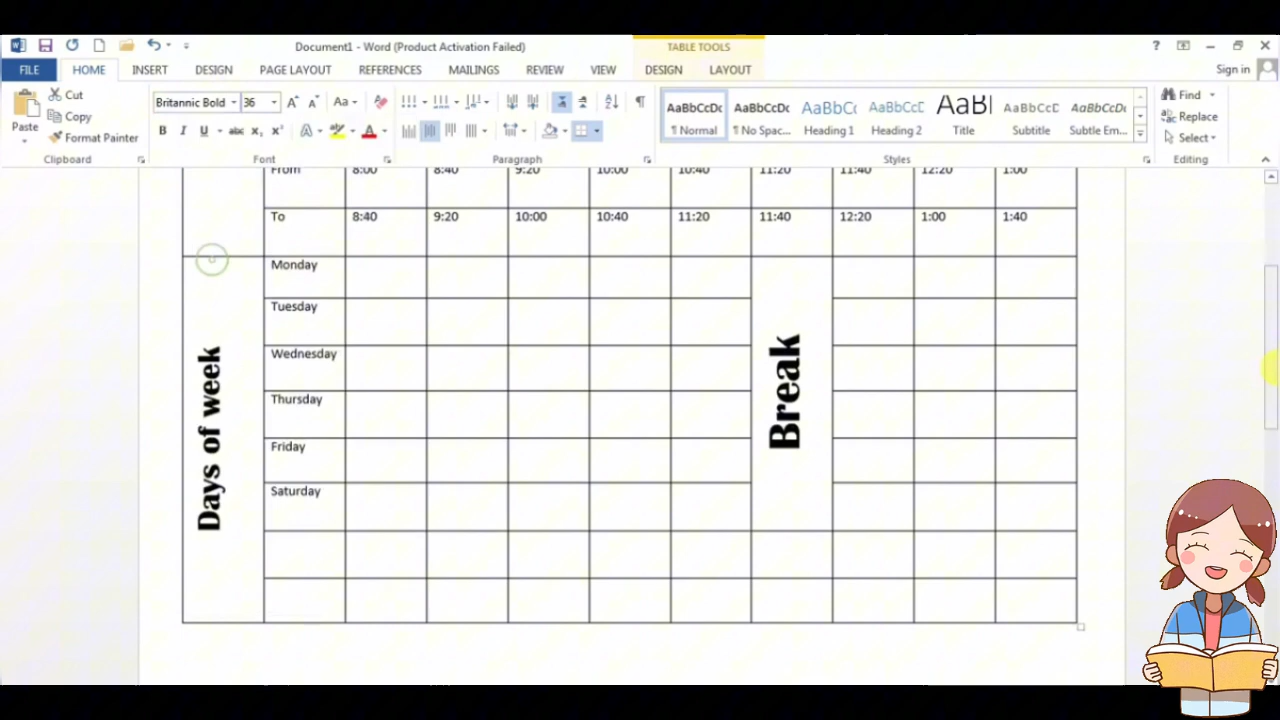 Document1 - Word (Product Activation Failed)
TABLE TOOLS
?
FILE HOME INSERT DESIGN PAGE LAYOUT REFERENCES MAILINGS REVIEW VIEW DESIGN LAYOUT Sign in
Paste
Cut
Copy
Format Painter
Clipboard
Britannic Bold 36
Font
Paragraph
AaBbCcDc AaBbCcDc AaBbCc AaBbCcD AaBl AaBbCcD AaBbCcDc
¶ Normal ¶ No Spac... Heading 1 Heading 2 Title Subtitle Subtle Em...
Styles
Find
Replace
Select
Editing
From 8:00 8:40 9:20 10:00 10:40 11:20 11:40 12:20 1:00
To 8:40 9:20 10:00 10:40 11:20 11:40 12:20 1:00 1:40
Days of week
Monday
Tuesday
Wednesday
Thursday
Friday
Saturday
Break